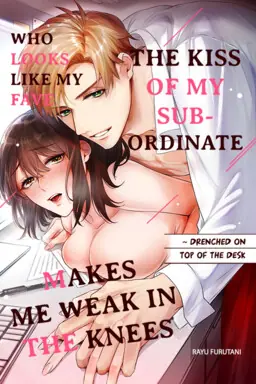 WHO
LOOKS
LIKE MY
FAVE
THE KISS
OF MY
SUB-
ORDINATE
~ DRENCHED ON
TOP OF THE DESK
MAKES
ME WEAK IN
THE KNEES
RAYU FURUTANI